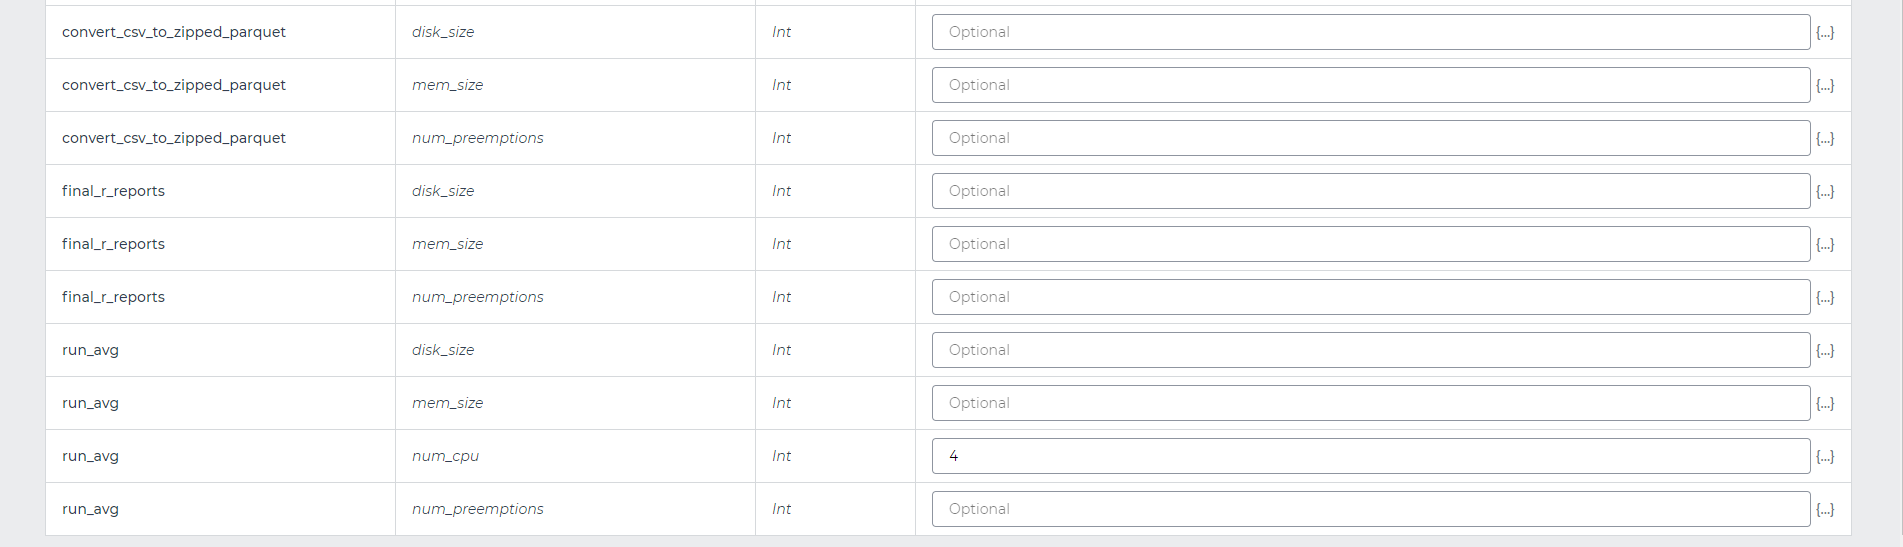 convert_csv_to_zipped_parquet disk_size Int Optional {...}
convert_csv_to_zipped_parquet mem_size Int Optional {...}
convert_csv_to_zipped_parquet num_preemptions Int Optional {...}
final_r_reports disk_size Int Optional {...}
final_r_reports mem_size Int Optional {...}
final_r_reports num_preemptions Int Optional {...}
run_avg disk_size Int Optional {...}
run_avg mem_size Int Optional {...}
run_avg num_cpu Int 4 {...}
run_avg num_preemptions Int Optional {...}